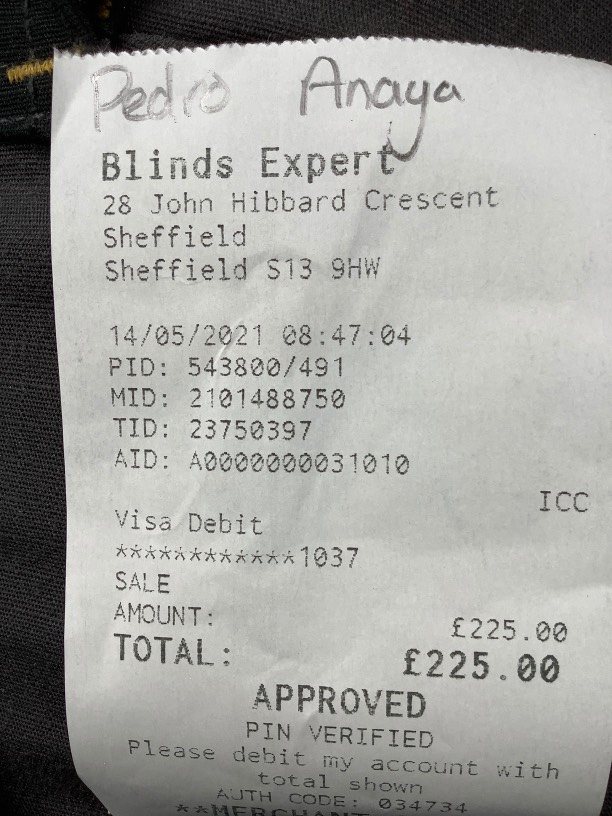 Pedro Anaya
Blinds Expert
28 John Hibbard Crescent
Sheffield
Sheffield S13 9HW
14/05/2021 08:47:04
PID: 543800/491
MID: 2101488750
TID: 23750397
AID: A0000000031010
ICC
Visa Debit
************1037
SALE
AMOUNT: £225.00
TOTAL: £225.00
APPROVED
PIN VERIFIED
Please debit my account with
total shown
AUTH CODE: 034734
**MERCHANT